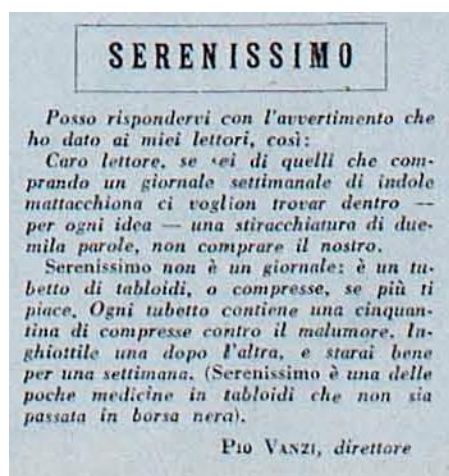 SERENISSIMO
Posso rispondervi con l'avvertimento che
ho dato ai miei lettori, così:
Caro lettore, se sei di quelli che com-
prando un giornale settimanale di indole
mattacchiona ci voglion trovar dentro —
per ogni idea — una stiracchiatura di due-
mila parole, non comprare il nostro.
Serenissimo non è un giornale: è un tu-
betto di tabloidi, o compresse, se più ti
piace. Ogni tubetto contiene una cinquan-
tina di compresse contro il malumore. In-
ghiottile una dopo l'altra, e starai bene
per una settimana. (Serenissimo è una delle
poche medicine in tabloidi che non sia
passata in borsa nera).
PIO VANZI, direttore